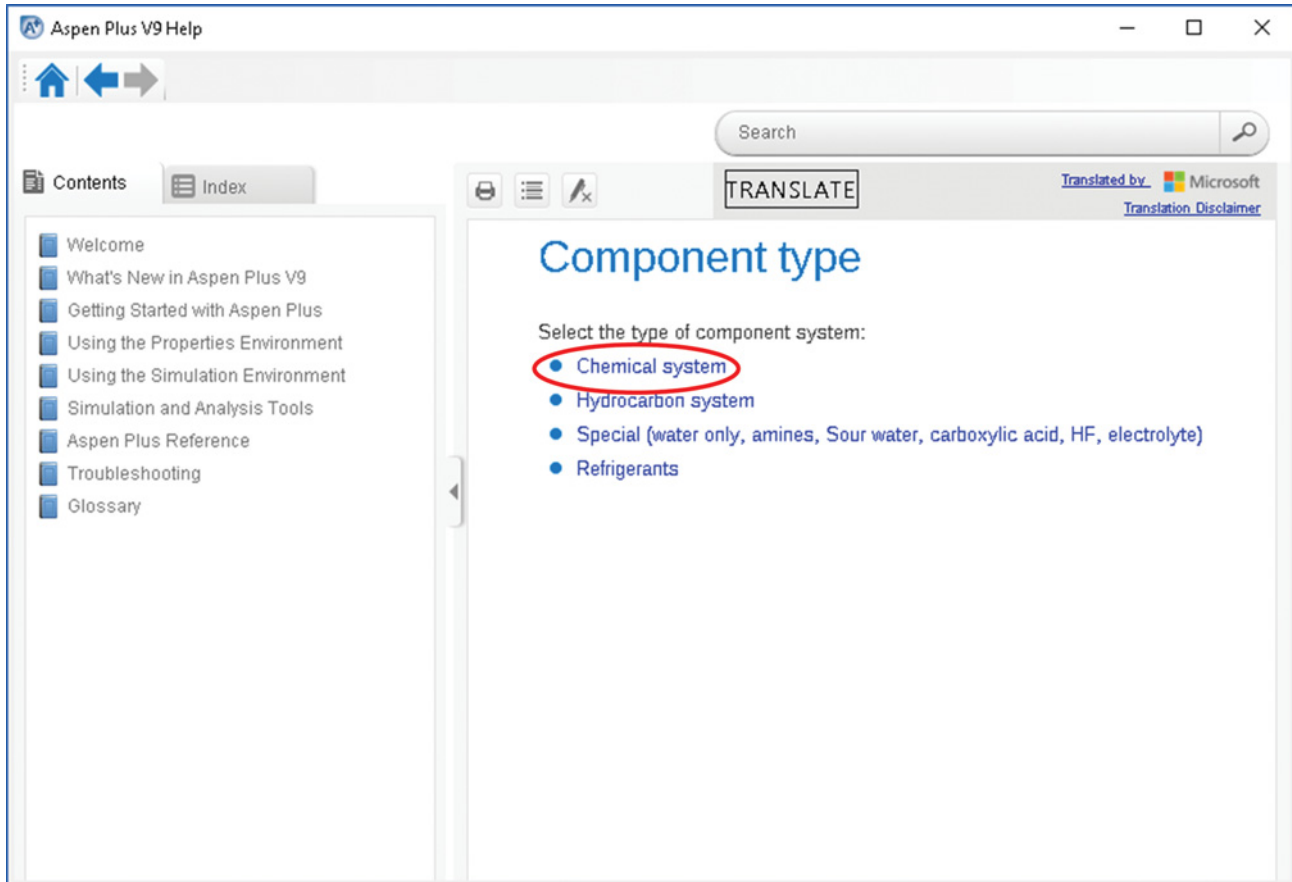 Aspen Plus V9 Help
Search
Contents
Index
TRANSLATE
Translated by Microsoft
Translation Disclaimer
Welcome
What's New in Aspen Plus V9
Getting Started with Aspen Plus
Using the Properties Environment
Using the Simulation Environment
Simulation and Analysis Tools
Aspen Plus Reference
Troubleshooting
Glossary
Component type
Select the type of component system:
Chemical system
Hydrocarbon system
Special (water only, amines, Sour water, carboxylic acid, HF, electrolyte)
Refrigerants